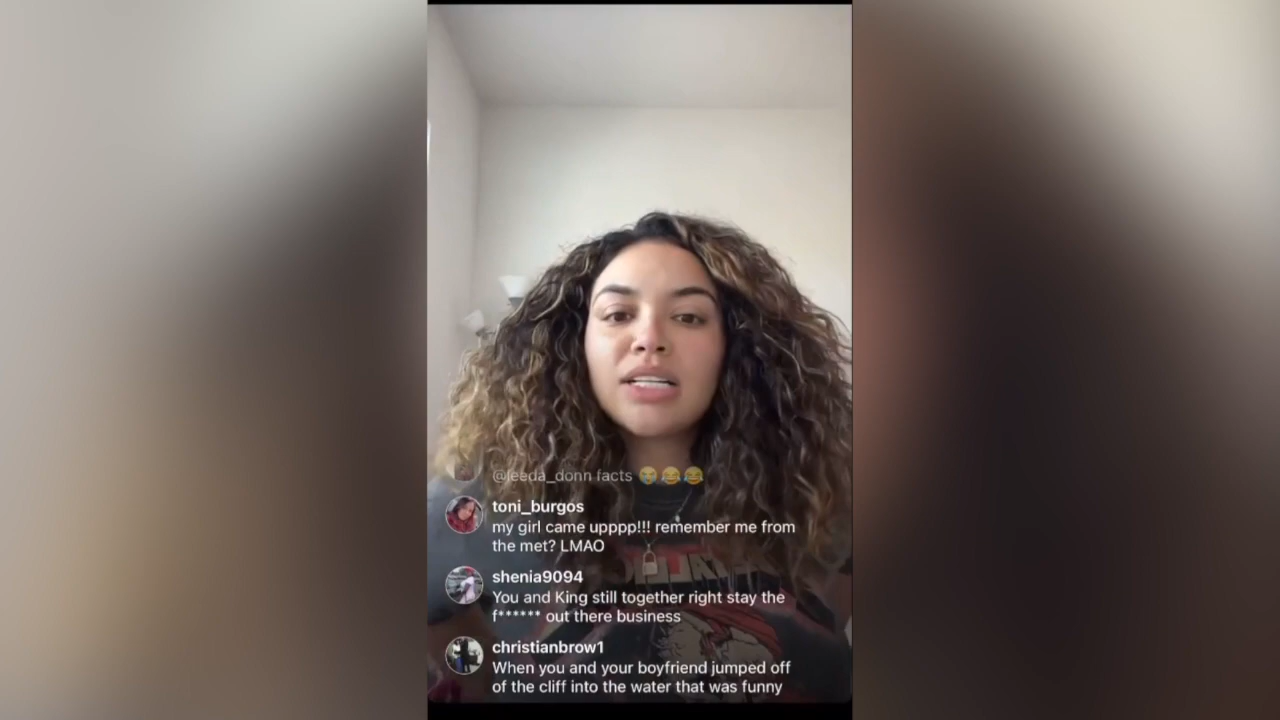 @leeda_donn facts 😭😂😂
toni_burgos
my girl came upppp!!! remember me from
the met? LMAO
shenia9094
You and King still together right stay the
f****** out there business
christianbrow1
When you and your boyfriend jumped off
of the cliff into the water that was funny